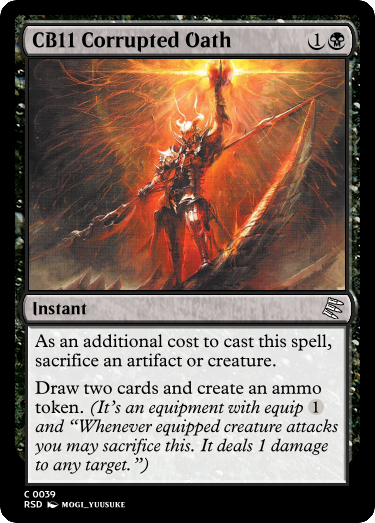 CB11 Corrupted Oath 1
Instant
As an additional cost to cast this spell,
sacrifice an artifact or creature.
Draw two cards and create an ammo
token. (It's an equipment with equip 1
and “Whenever equipped creature attacks
you may sacrifice this. It deals 1 damage
to any target.”)
C 0039
RSD MOGI_YUUSUKE